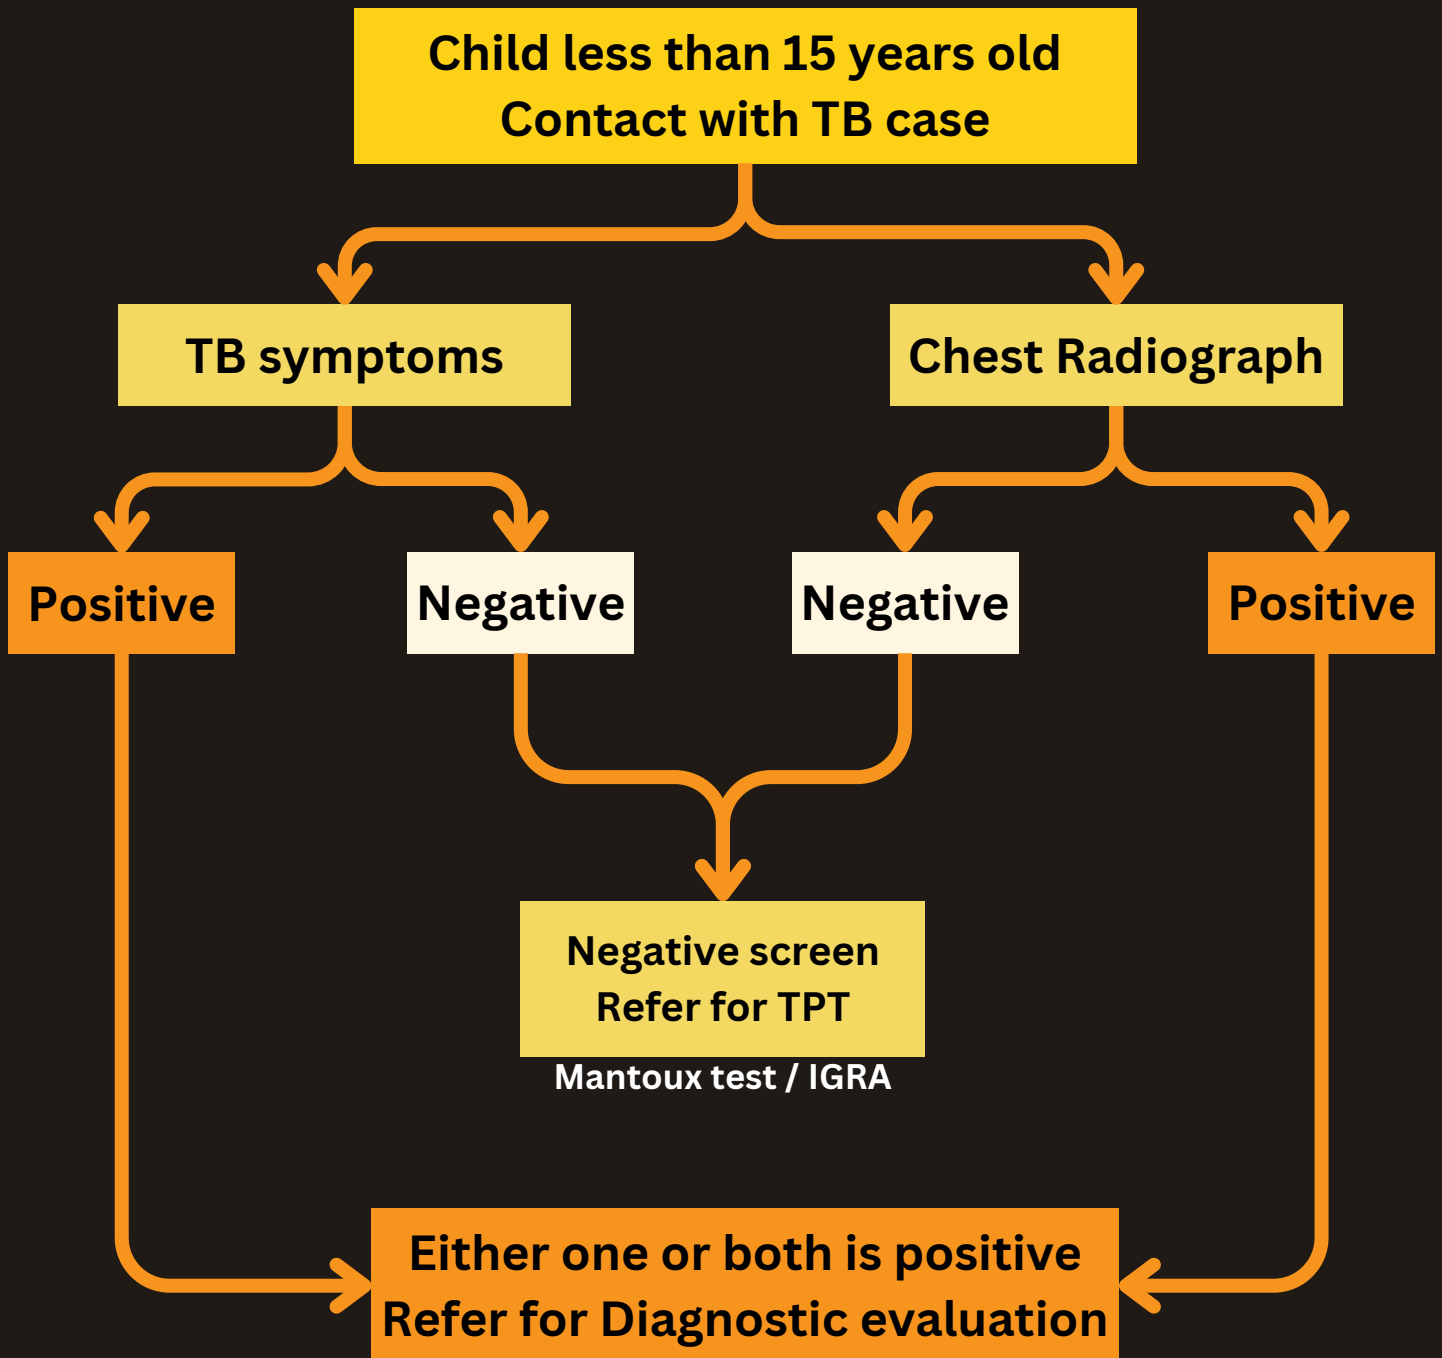 Child less than 15 years old
Contact with TB case
TB symptoms
Chest Radiograph
Positive
Negative
Negative
Positive
Negative screen
Refer for TPT
Mantoux test / IGRA
Either one or both is positive
Refer for Diagnostic evaluation